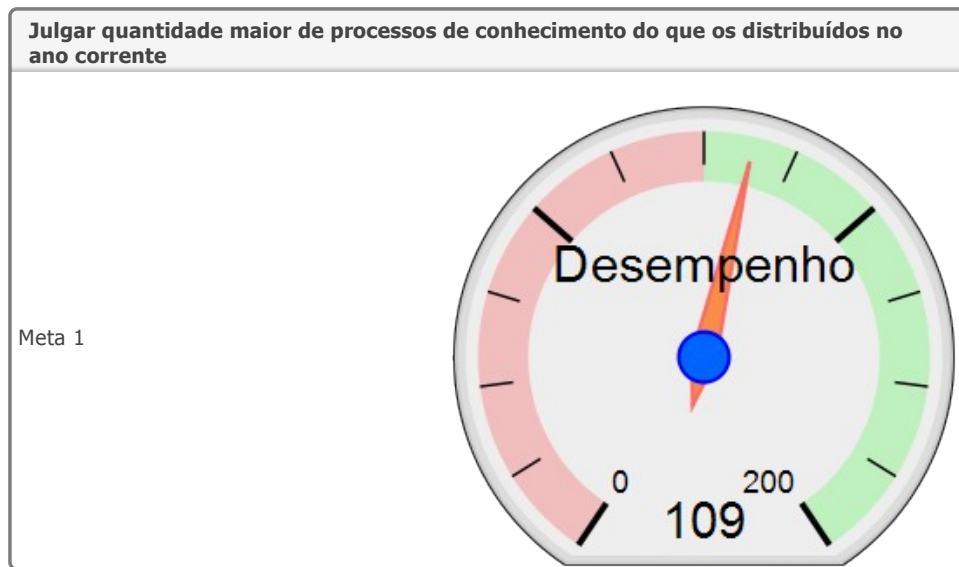 Julgar quantidade maior de processos de conhecimento do que os distribuídos no
ano corrente
Meta 1
Desempenho
0
200
109